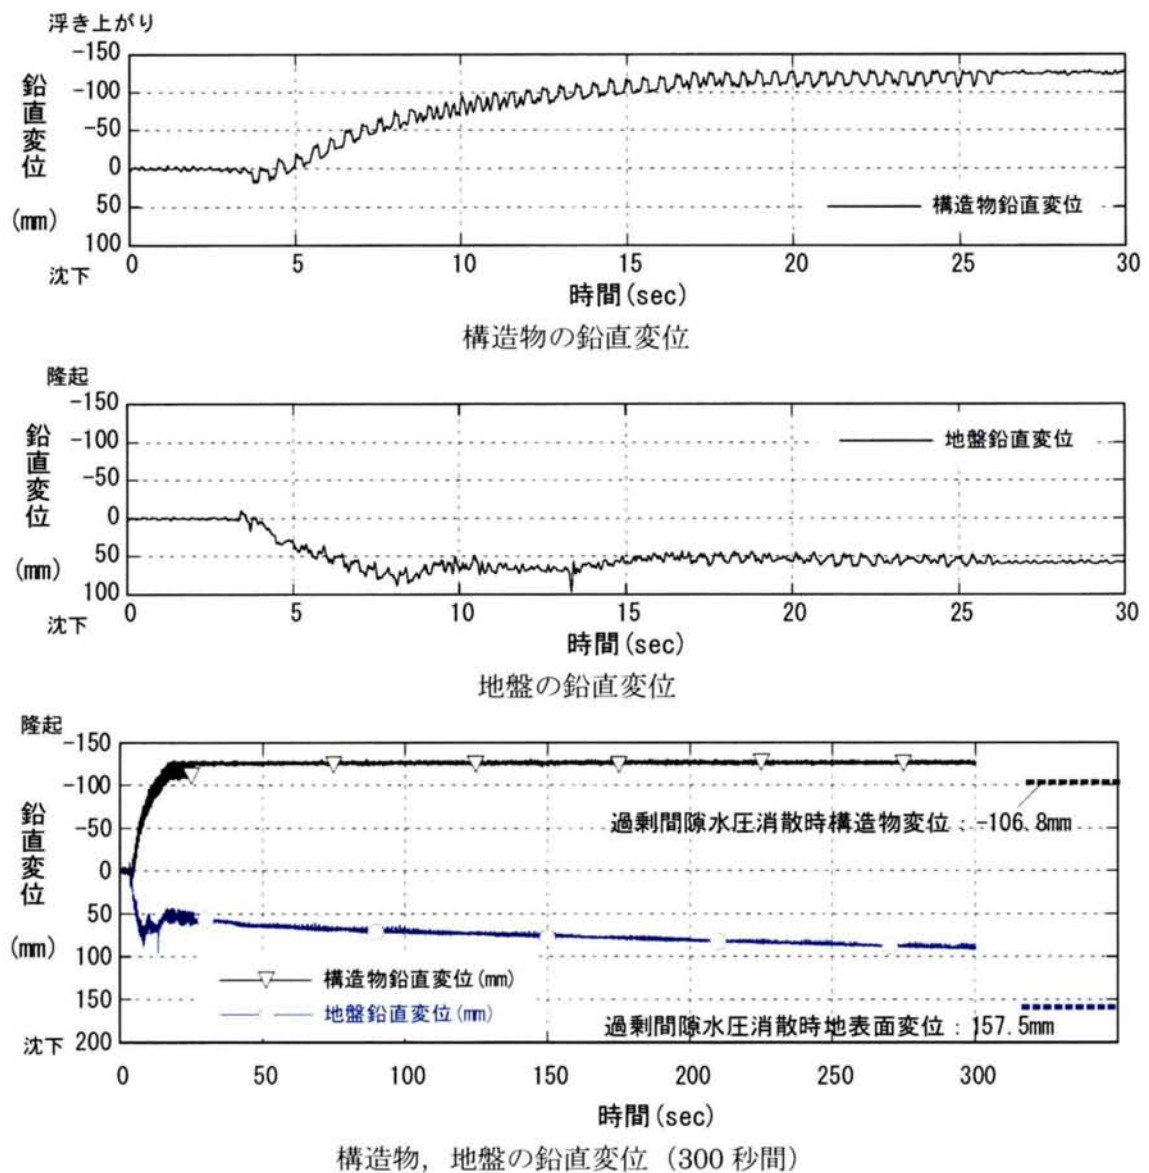 浮き上がり
-150
-100
-50
0
50
100
鉛直変位
(mm)
沈下
構造物鉛直変位
0 5 10 15 20 25 30
時間(sec)
構造物の鉛直変位
隆起
-150
-100
-50
0
50
100
鉛直変位
(mm)
沈下
地盤鉛直変位
0 5 10 15 20 25 30
時間(sec)
地盤の鉛直変位
隆起
-150
-100
-50
0
50
100
150
200
鉛直変位
(mm)
沈下
過剰間隙水圧消散時構造物変位：-106.8mm
構造物鉛直変位(mm)
地盤鉛直変位(mm)
過剰間隙水圧消散時地表面変位：157.5mm
0 50 100 150 200 250 300
時間(sec)
構造物，地盤の鉛直変位（300 秒間）